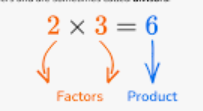 2 × 3 = 6
Factors Product